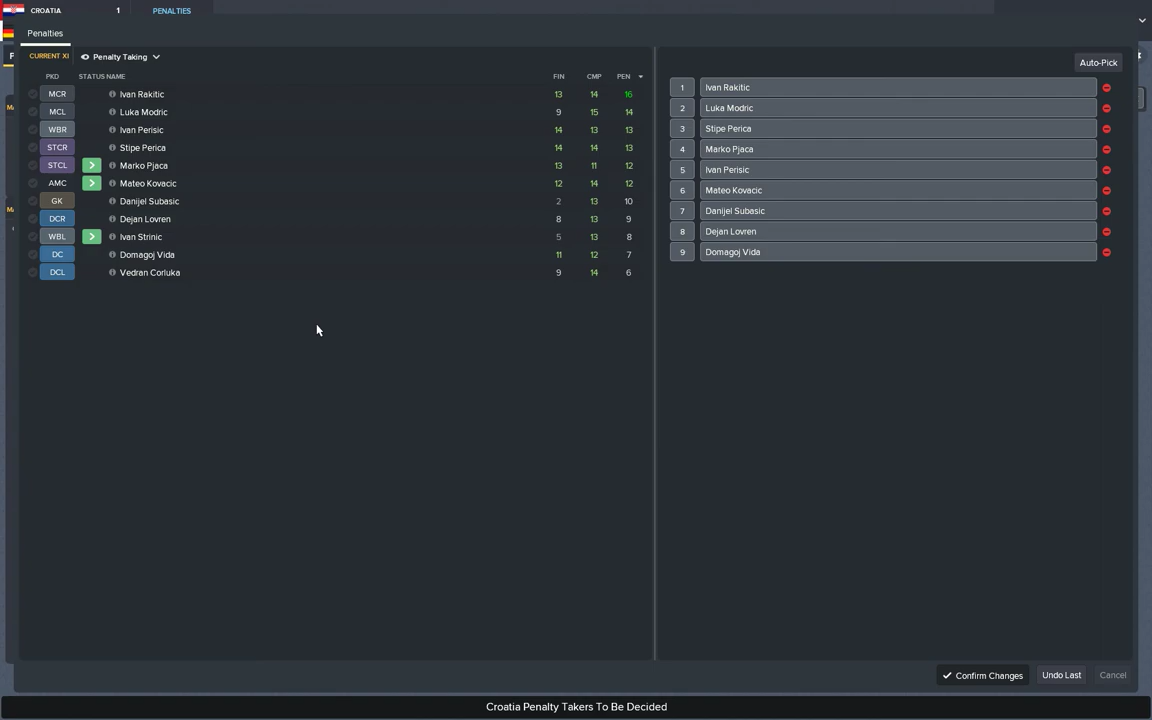 CROATIA 1 PENALTIES
Penalties
CURRENT XI Penalty Taking
Auto-Pick
PKD STATUS NAME FIN CMP PEN
MCR Ivan Rakitic 13 14 16
MCL Luka Modric 9 15 14
WBR Ivan Perisic 14 13 13
STCR Stipe Perica 14 14 13
STCL Marko Pjaca 13 11 12
AMC Mateo Kovacic 12 14 12
GK Danijel Subasic 2 13 10
DCR Dejan Lovren 8 13 9
WBL Ivan Strinic 5 13 8
DC Domagoj Vida 11 12 7
DCL Vedran Corluka 9 14 6
1 Ivan Rakitic
2 Luka Modric
3 Stipe Perica
4 Marko Pjaca
5 Ivan Perisic
6 Mateo Kovacic
7 Danijel Subasic
8 Dejan Lovren
9 Domagoj Vida
Confirm Changes Undo Last Cancel
Croatia Penalty Takers To Be Decided